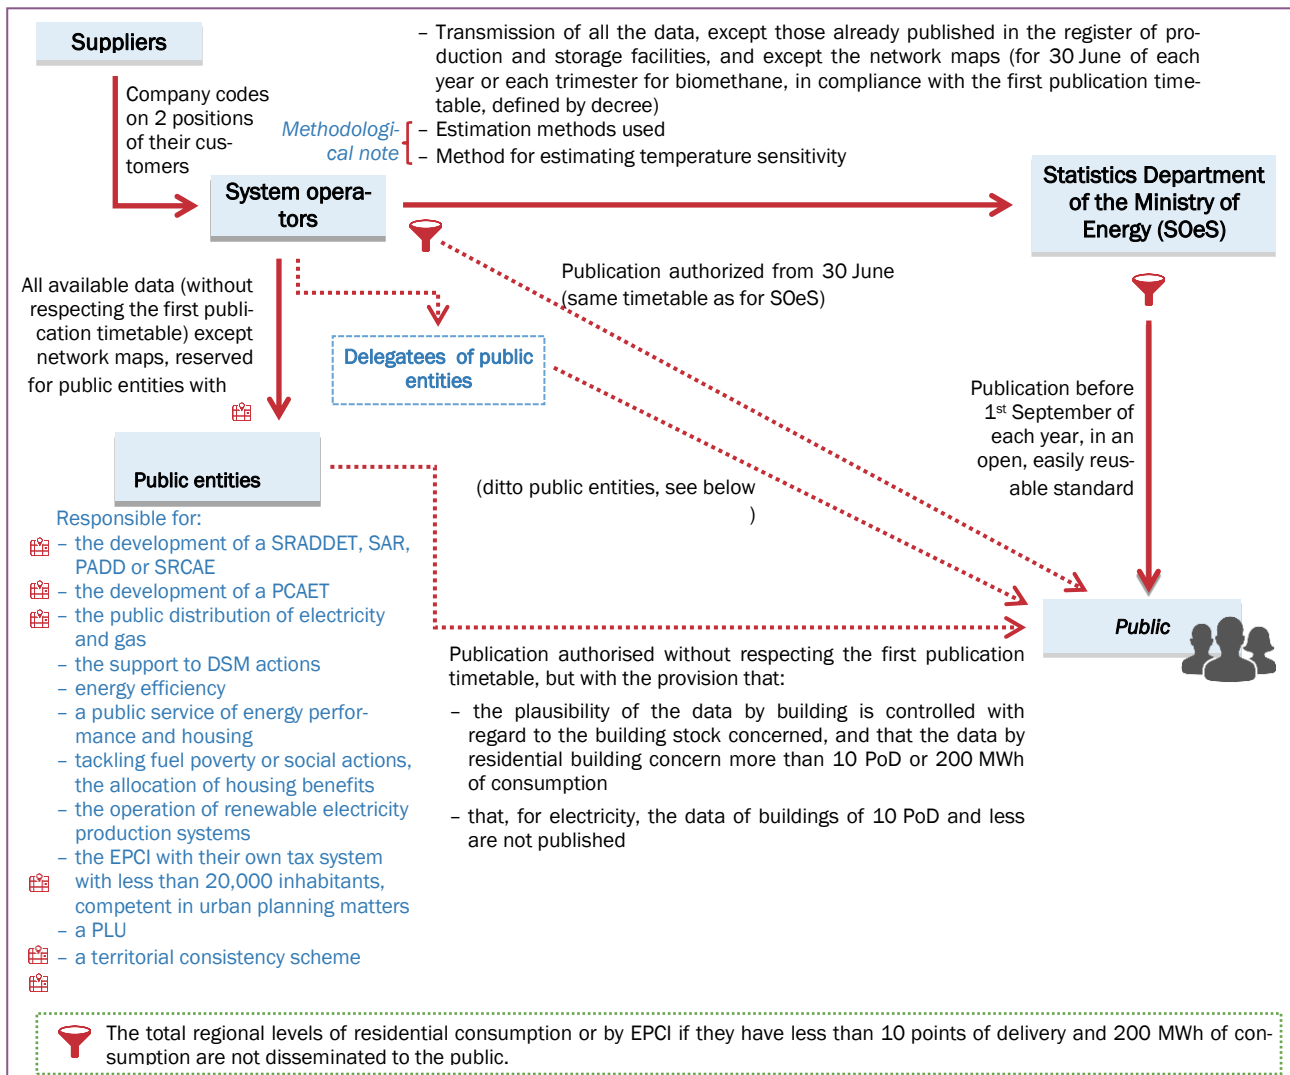 Suppliers
– Transmission of all the data, except those already published in the register of pro-
duction and storage facilities, and except the network maps (for 30 June of each
year or each trimester for biomethane, in compliance with the first publication time-
table, defined by decree)
Company codes
on 2 positions
of their cus-
tomers
Methodologi-
cal note
– Estimation methods used
– Method for estimating temperature sensitivity
System opera-
tors
Statistics Department
of the Ministry of
Energy (SOeS)
All available data (without
respecting the first publi-
cation timetable) except
network maps, reserved
for public entities with
Publication authorized from 30 June
(same timetable as for SOeS)
Delegatees of public
entities
Publication before
1st September of
each year, in an
open, easily reus-
able standard
Public entities
(ditto public entities, see below
)
Responsible for:
– the development of a SRADDET, SAR,
PADD or SRCAE
– the development of a PCAET
– the public distribution of electricity
and gas
– the support to DSM actions
– energy efficiency
– a public service of energy perfor-
mance and housing
– tackling fuel poverty or social actions,
the allocation of housing benefits
– the operation of renewable electricity
production systems
– the EPCI with their own tax system
with less than 20,000 inhabitants,
competent in urban planning matters
– a PLU
– a territorial consistency scheme
Public
Publication authorised without respecting the first publication
timetable, but with the provision that:
– the plausibility of the data by building is controlled with
regard to the building stock concerned, and that the data by
residential building concern more than 10 PoD or 200 MWh
of consumption
– that, for electricity, the data of buildings of 10 PoD and less
are not published
The total regional levels of residential consumption or by EPCI if they have less than 10 points of delivery and 200 MWh of con-
sumption are not disseminated to the public.